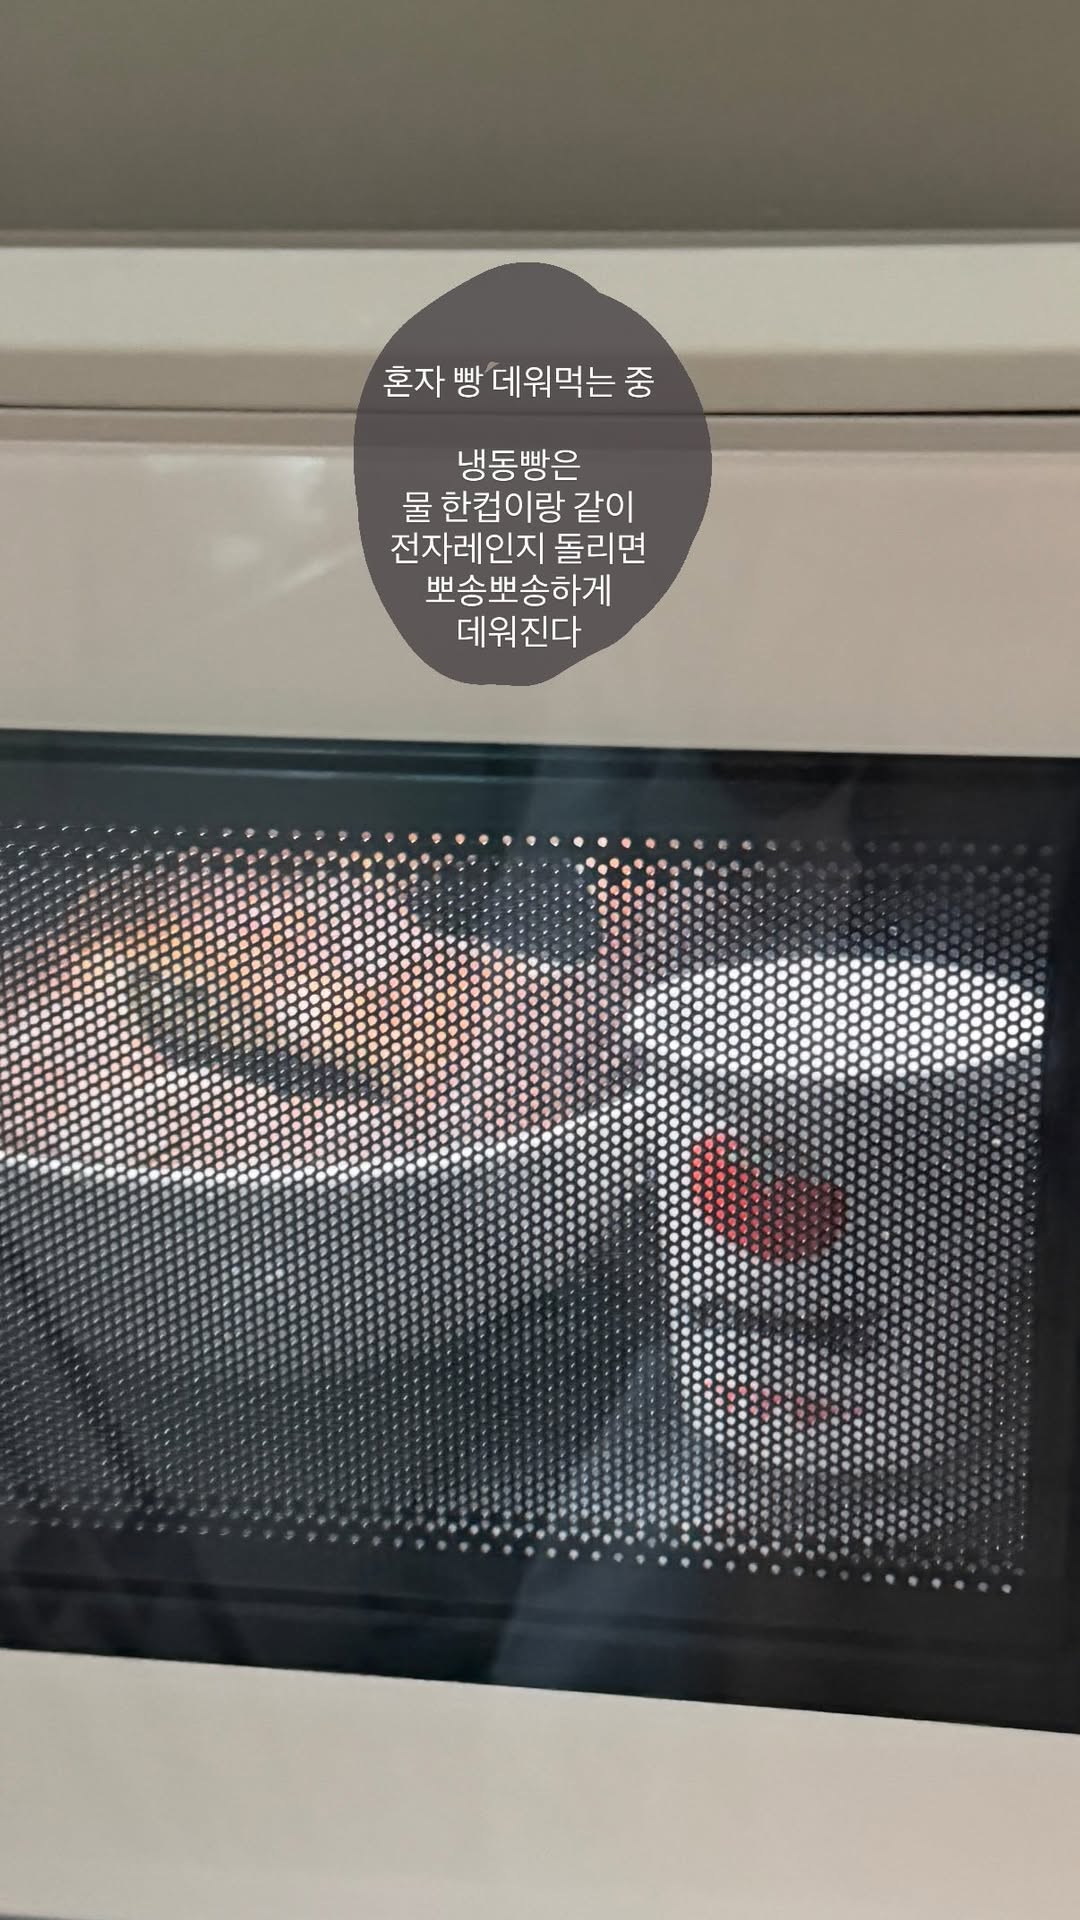 혼자 빵 데워먹는 중
냉동빵은
물 한컵이랑 같이
전자레인지 돌리면
뽀송뽀송하게
데워진다